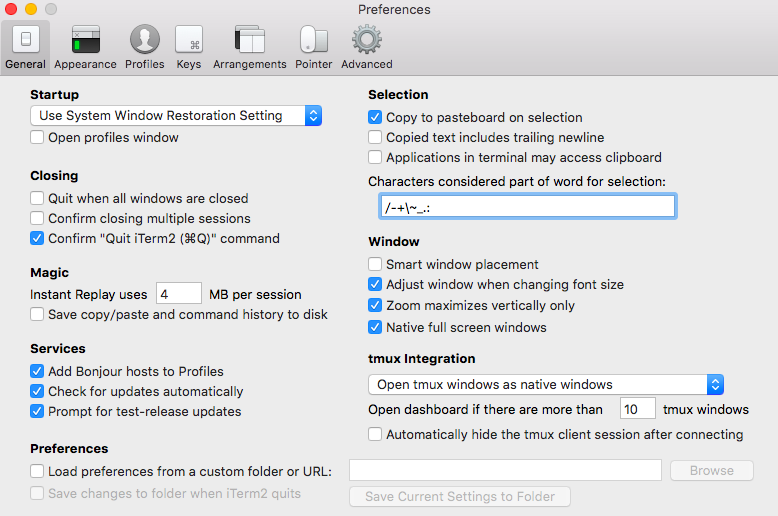 Preferences
General Appearance Profiles Keys Arrangements Pointer Advanced
Startup
Use System Window Restoration Setting
Open profiles window
Closing
Quit when all windows are closed
Confirm closing multiple sessions
Confirm "Quit iTerm2 (⌘Q)" command
Magic
Instant Replay uses 4 MB per session
Save copy/paste and command history to disk
Services
Add Bonjour hosts to Profiles
Check for updates automatically
Prompt for test-release updates
Selection
Copy to pasteboard on selection
Copied text includes trailing newline
Applications in terminal may access clipboard
Characters considered part of word for selection:
/-+\~_.:
Window
Smart window placement
Adjust window when changing font size
Zoom maximizes vertically only
Native full screen windows
tmux Integration
Open tmux windows as native windows
Open dashboard if there are more than 10 tmux windows
Automatically hide the tmux client session after connecting
Preferences
Load preferences from a custom folder or URL: Browse
Save changes to folder when iTerm2 quits Save Current Settings to Folder